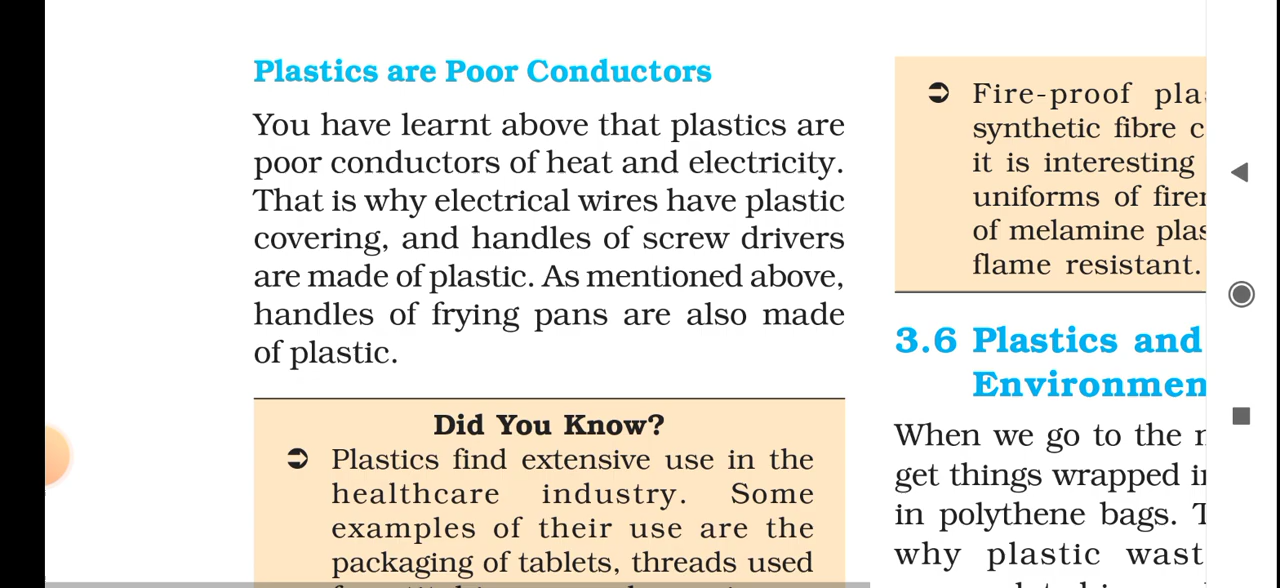 Plastics are Poor Conductors
You have learnt above that plastics are
poor conductors of heat and electricity.
That is why electrical wires have plastic
covering, and handles of screw drivers
are made of plastic. As mentioned above,
handles of frying pans are also made
of plastic.
Did You Know?
➲ Plastics find extensive use in the
healthcare industry. Some
examples of their use are the
packaging of tablets, threads used
➲ Fire-proof
synthetic fibre
it is interesting
uniforms of
of melamine
flame resistant.
3.6 Plastics and
When we go to the
get things wrapped
in polythene bags.
why plastic